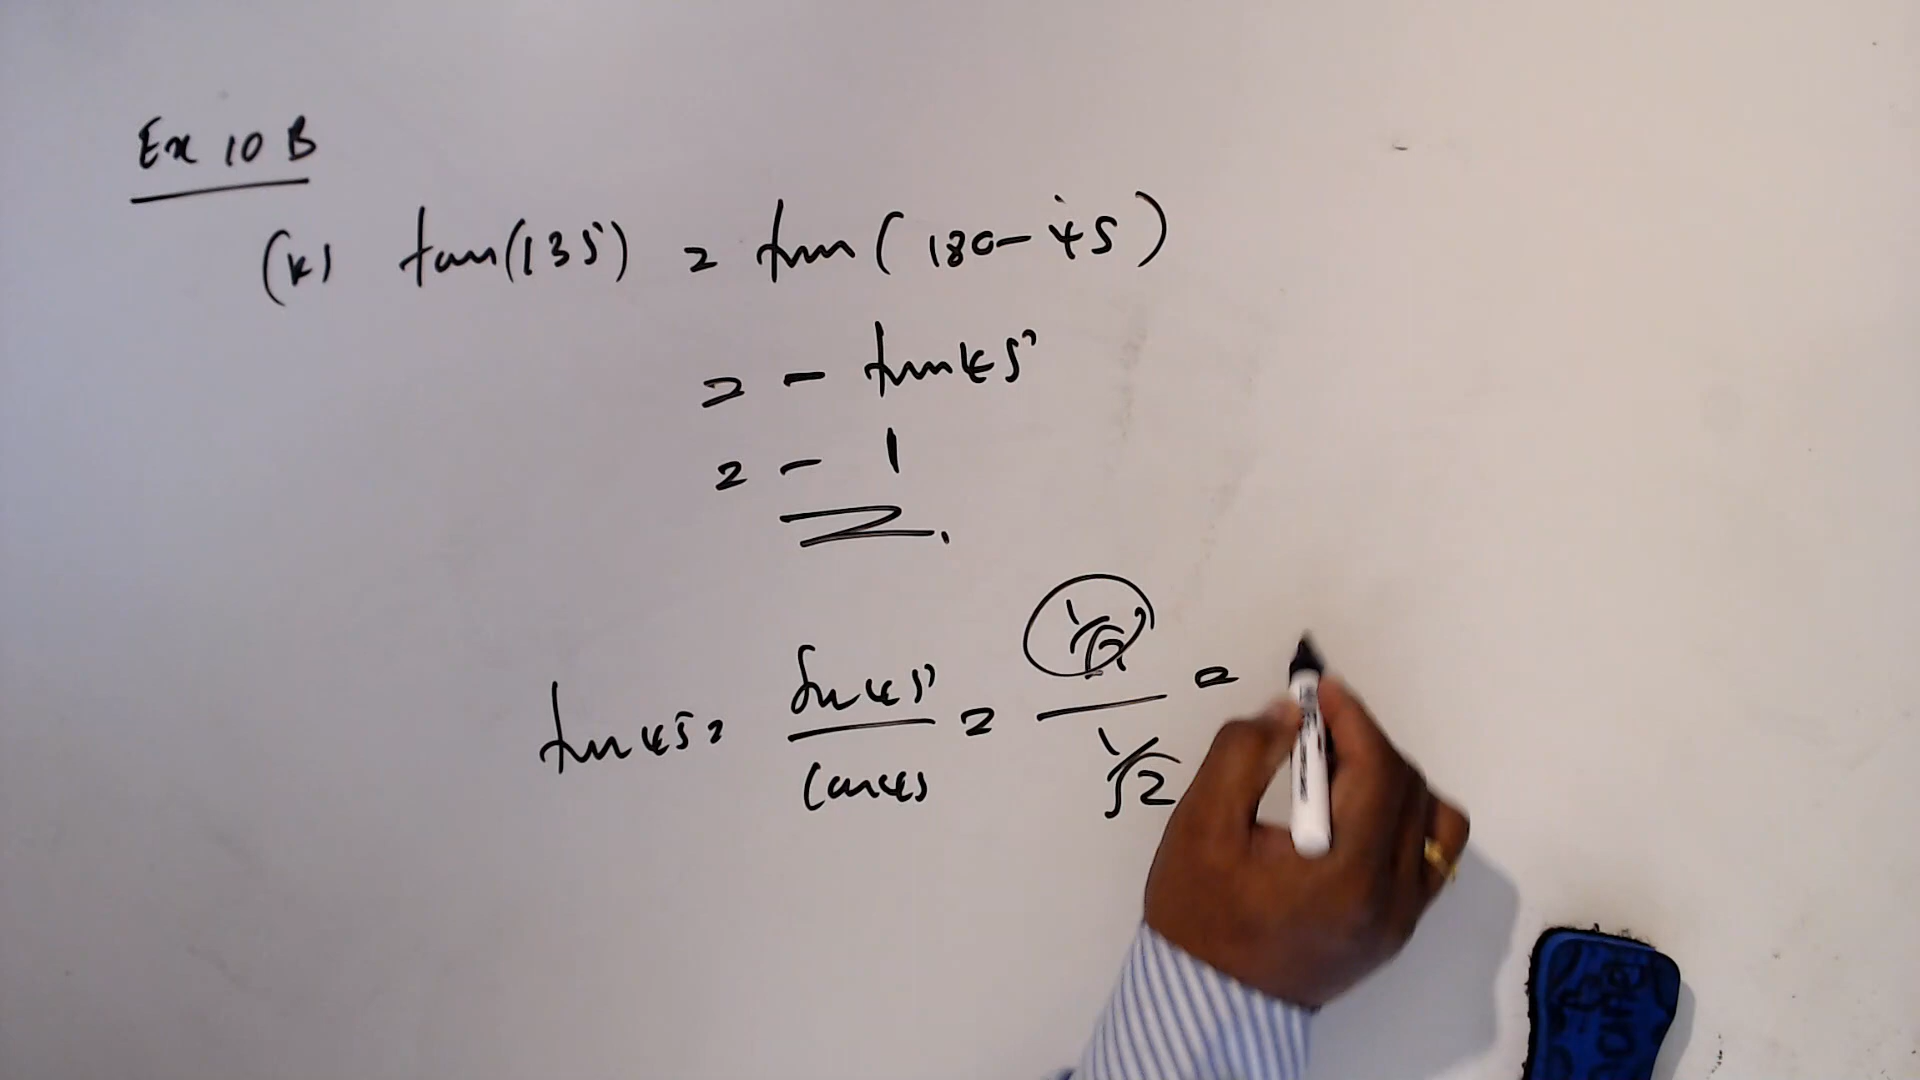 Ex 10 B
(k) tan(135°) = tan(180-45)
= - tan45°
= - 1
tan45 = sin45° / cos45 = 1/√2 / 1/√2 =